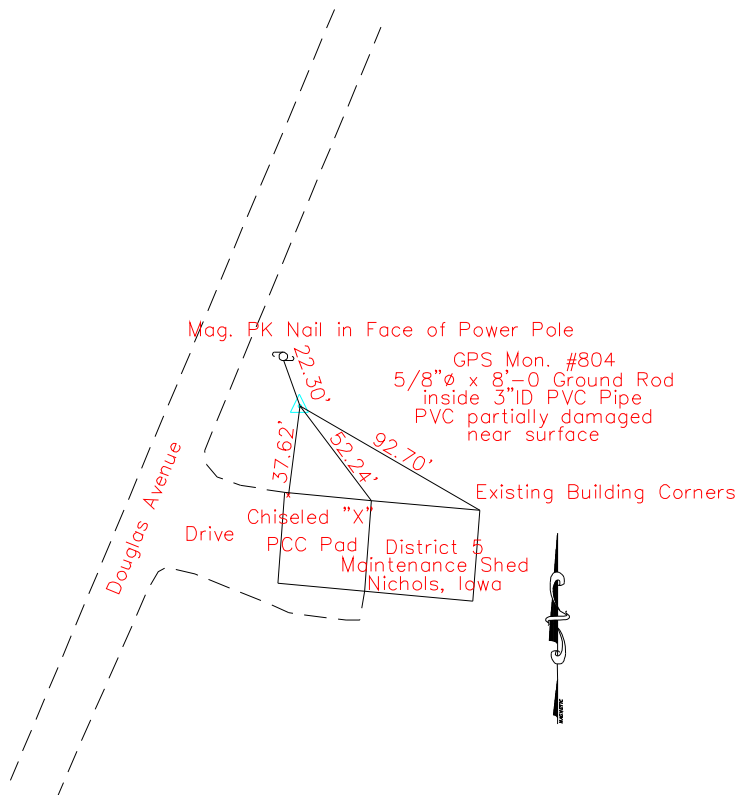 Mag. PK Nail in Face of Power Pole
22.30'
GPS Mon. #804
5/8"ø x 8'-0 Ground Rod
inside 3"ID PVC Pipe
PVC partially damaged
near surface
37.62'
52.24'
92.70'
Existing Building Corners
Douglas Avenue
Drive
Chiseled "X"
PCC Pad
District 5
Maintenance Shed
Nichols, Iowa